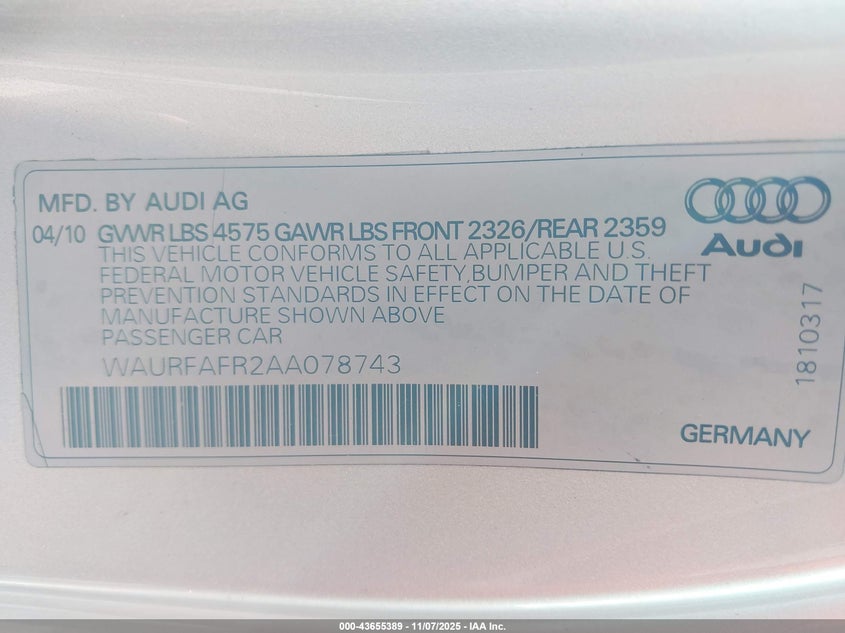 MFD. BY AUDI AG
04/10 GVWR LBS 4575 GAWR LBS FRONT 2326/REAR 2359
THIS VEHICLE CONFORMS TO ALL APPLICABLE U.S.
FEDERAL MOTOR VEHICLE SAFETY,BUMPER AND THEFT
PREVENTION STANDARDS IN EFFECT ON THE DATE OF
MANUFACTURE SHOWN ABOVE
PASSENGER CAR
WAURFAFR2AA078743
Audi
1810317
GERMANY
000-43655389 - 11/07/2025 - IAA Inc.